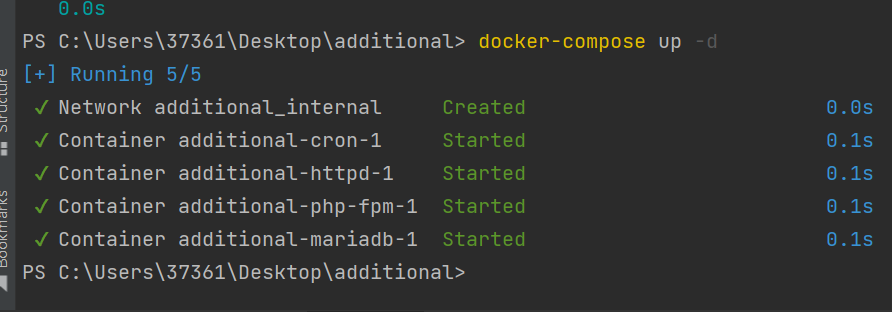 0.0s
PS C:\Users\37361\Desktop\additional> docker-compose up -d
[+] Running 5/5
✓ Network additional_internal Created 0.0s
✓ Container additional-cron-1 Started 0.1s
✓ Container additional-httpd-1 Started 0.1s
✓ Container additional-php-fpm-1 Started 0.1s
✓ Container additional-mariadb-1 Started 0.1s
PS C:\Users\37361\Desktop\additional>
Structure
Bookmarks